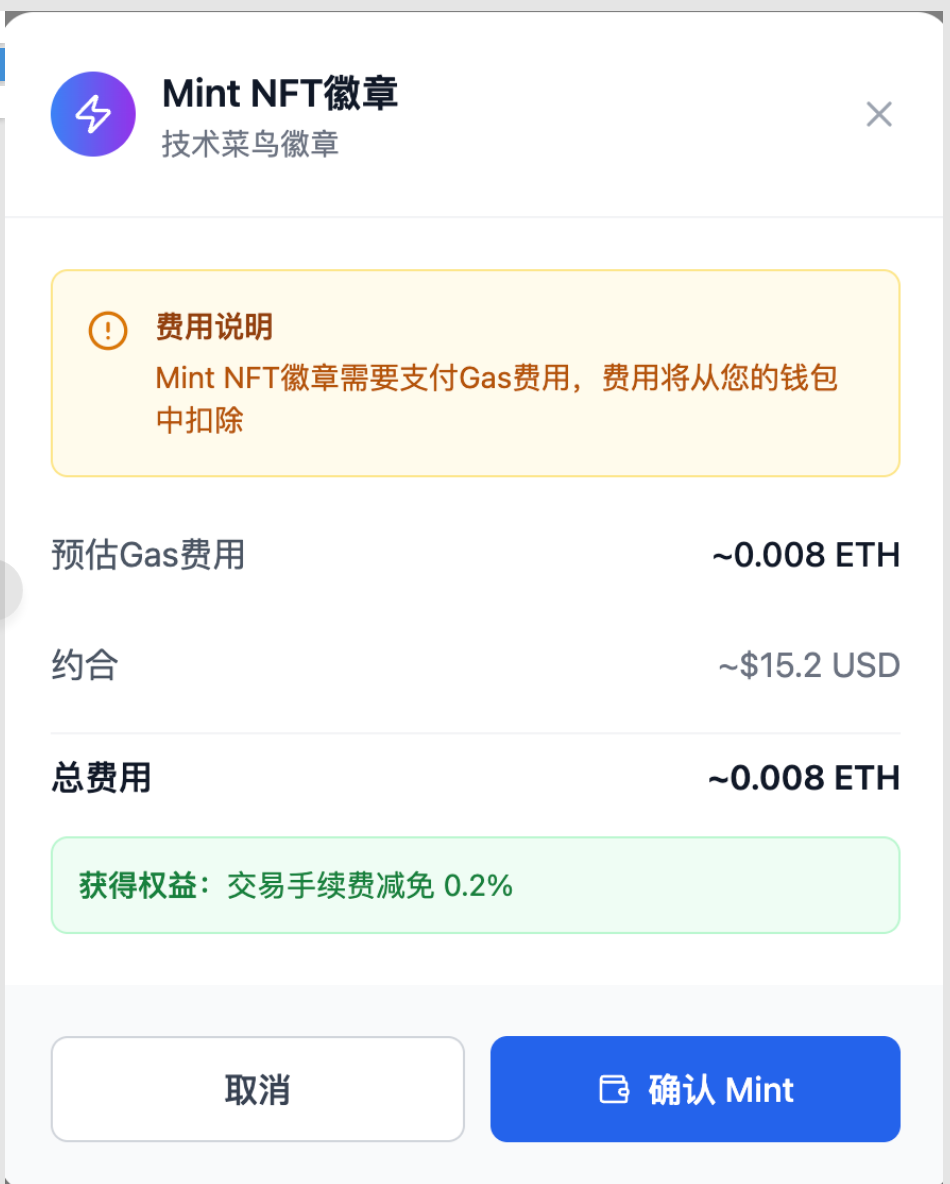 Mint NFT徽章
技术菜鸟徽章
费用说明
Mint NFT徽章需要支付Gas费用，费用将从您的钱包
中扣除
预估Gas费用 ~0.008 ETH
约合 ~$15.2 USD
总费用 ~0.008 ETH
获得权益：交易手续费减免 0.2%
取消 确认 Mint